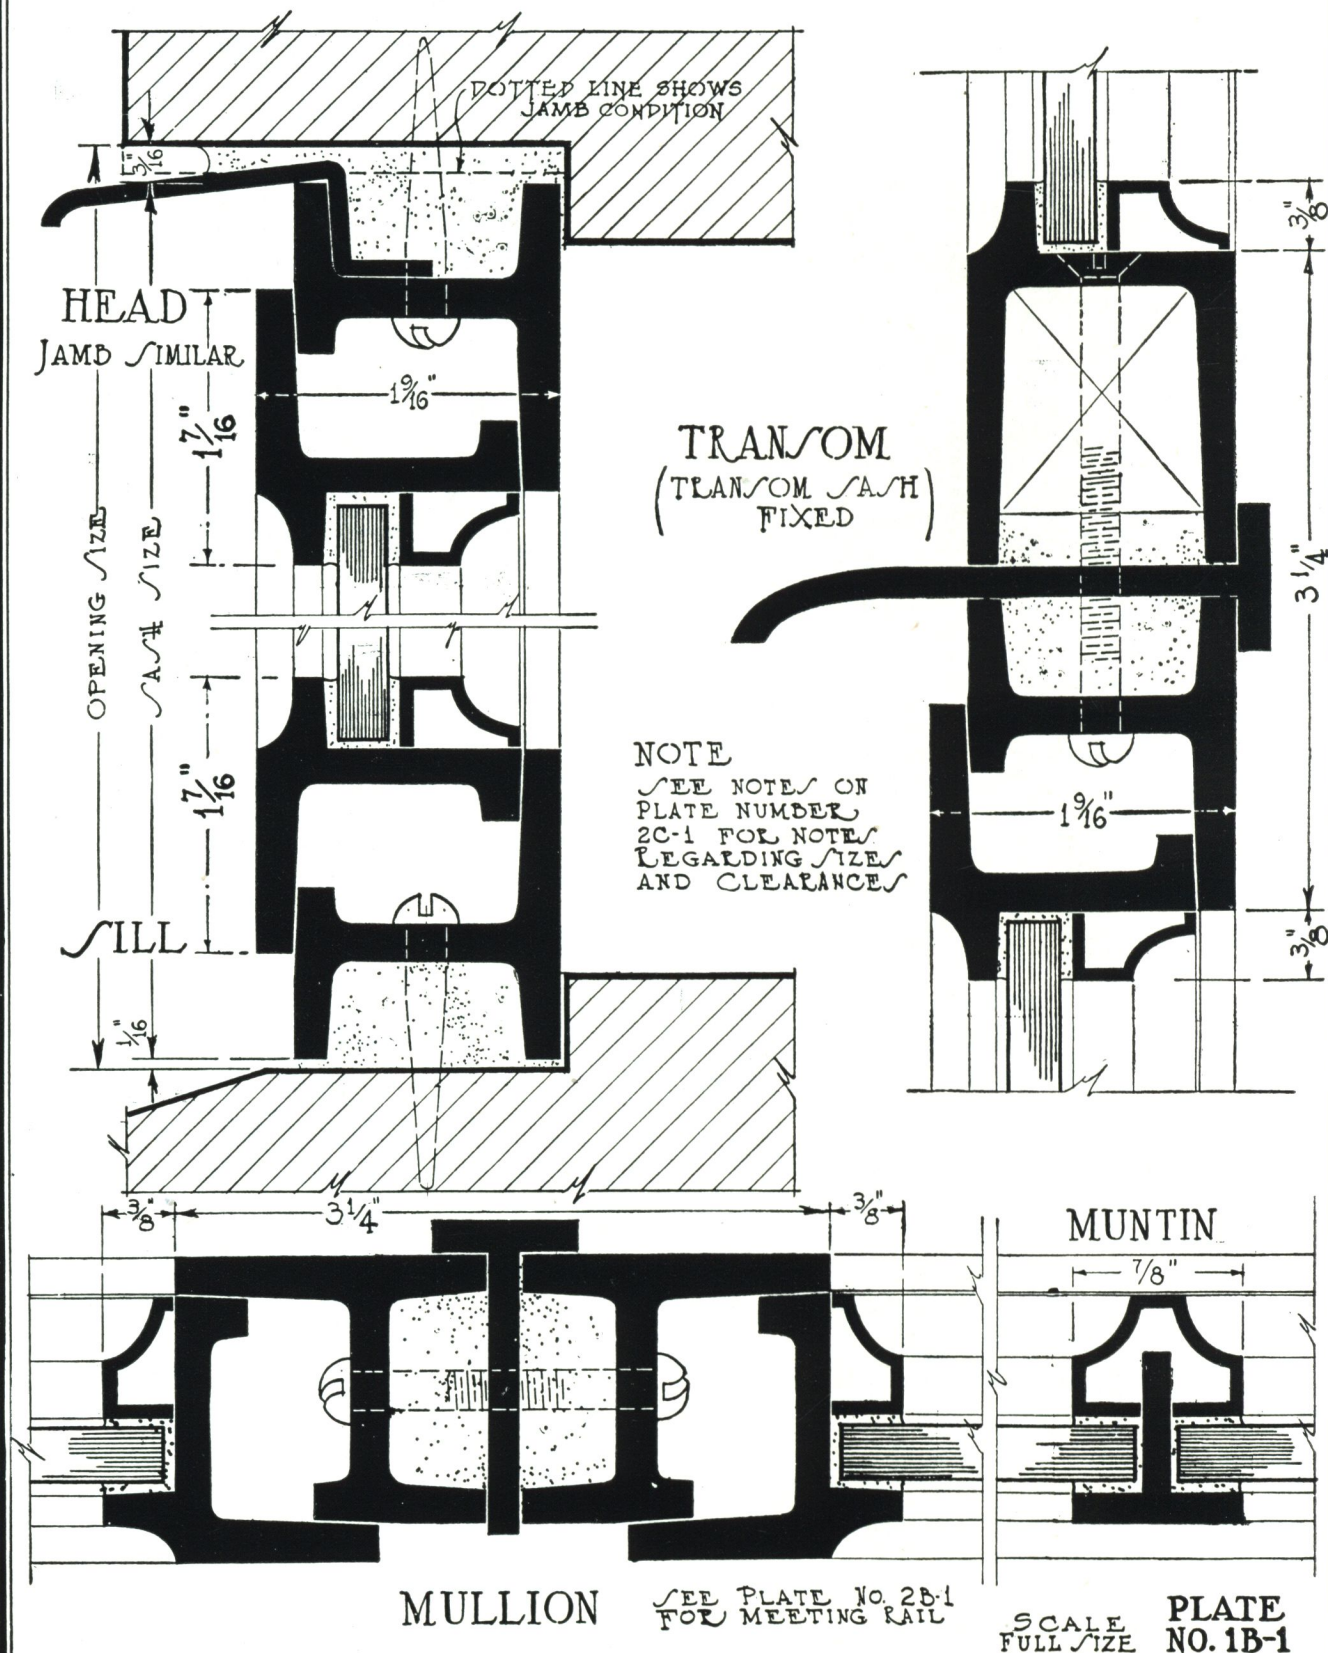 DOTTED LINE SHOWS
JAMB CONDITION
3/16"
HEAD
JAMB SIMILAR
1 7/16"
1 9/16"
OPENING SIZE
SASH SIZE
1 7/16"
SILL
1/16"
TRANSOM
(TRANSOM SASH)
FIXED
3/8"
3 1/4"
NOTE
SEE NOTES ON
PLATE NUMBER
2C-1 FOR NOTES
REGARDING SIZES
AND CLEARANCES
1 9/16"
3/8"
3/8"
3 1/4"
3/8"
MUNTIN
7/8"
MULLION
SEE PLATE NO. 2B-1
FOR MEETING RAIL
SCALE
FULL SIZE
PLATE
NO. 1B-1